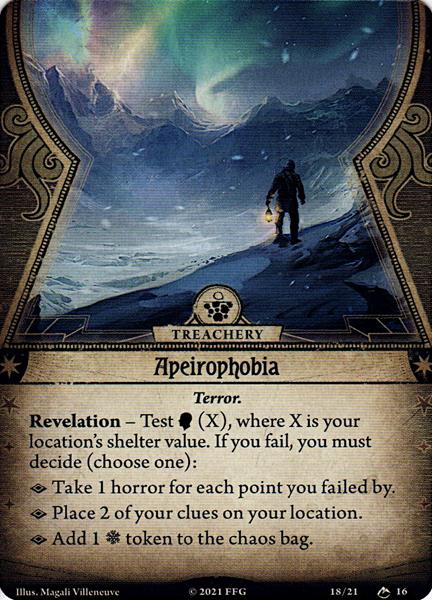 TREACHERY
Apeirophobia
Terror.
Revelation – Test (X), where X is your
location's shelter value. If you fail, you must
decide (choose one):
Take 1 horror for each point you failed by.
Place 2 of your clues on your location.
Add 1 token to the chaos bag.
Illus. Magali Villeneuve © 2021 FFG 18/21 16